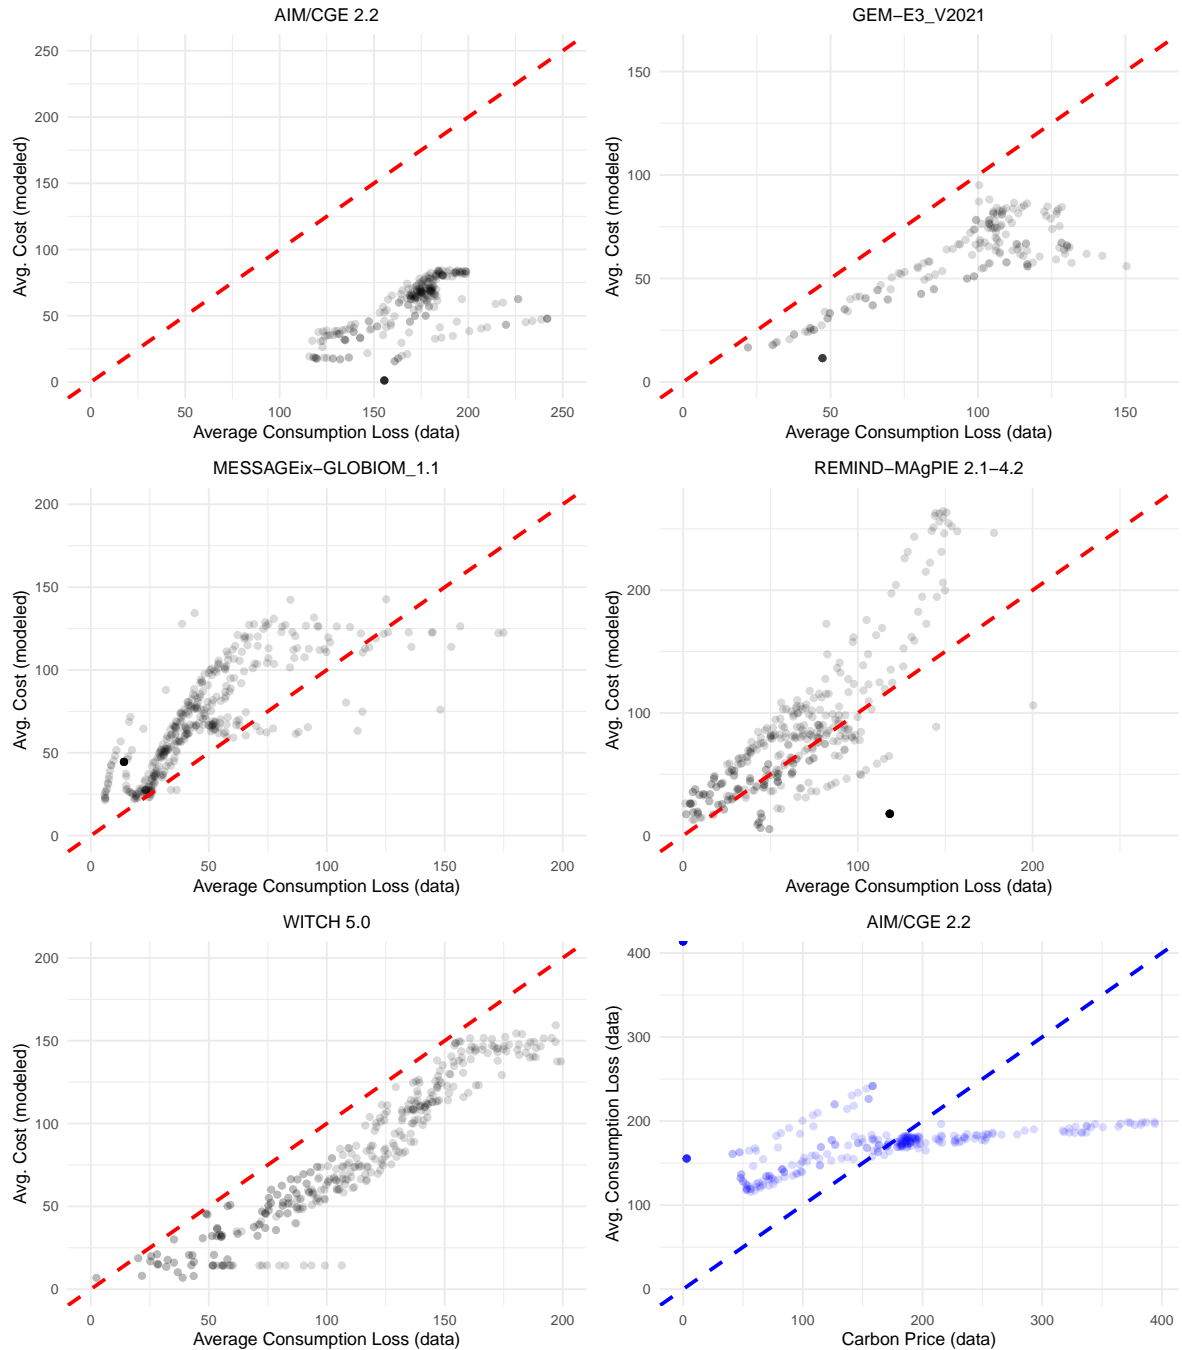 AIM/CGE 2.2
250
200
150
100
50
0
Avg. Cost (modeled)
0 50 100 150 200 250
Average Consumption Loss (data)
GEM−E3_V2021
150
100
50
0
Avg. Cost (modeled)
0 50 100 150
Average Consumption Loss (data)
MESSAGEix−GLOBIOM_1.1
200
150
100
50
0
Avg. Cost (modeled)
0 50 100 150 200
Average Consumption Loss (data)
REMIND−MAgPIE 2.1−4.2
200
100
0
Avg. Cost (modeled)
0 100 200
Average Consumption Loss (data)
WITCH 5.0
200
150
100
50
0
Avg. Cost (modeled)
0 50 100 150 200
Average Consumption Loss (data)
AIM/CGE 2.2
400
300
200
100
0
Avg. Consumption Loss (data)
0 100 200 300 400
Carbon Price (data)